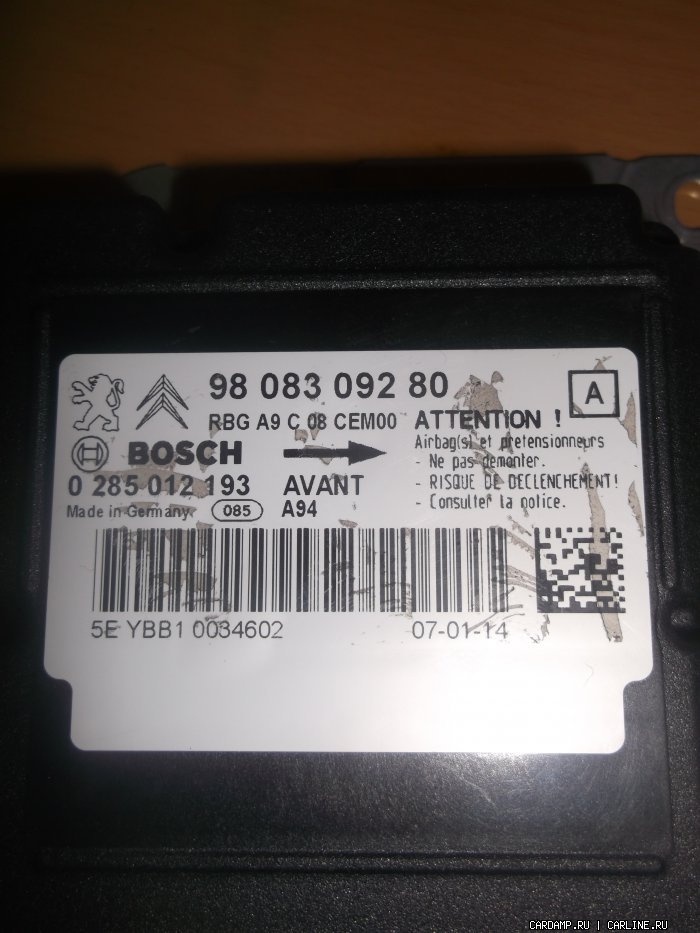 98 083 092 80
A
RBG A9 C 08 CEM00
ATTENTION !
BOSCH
Airbag(s) et pretensionneurs
- Ne pas demonter.
0 285 012 193
AVANT
- RISQUE DE DECLENCHEMENT!
Made in Germany.
085
A94
- Consulter la notice.
5E YBB1 0034602
07-01-14
CARDAMP.RU | CARLINE.RU